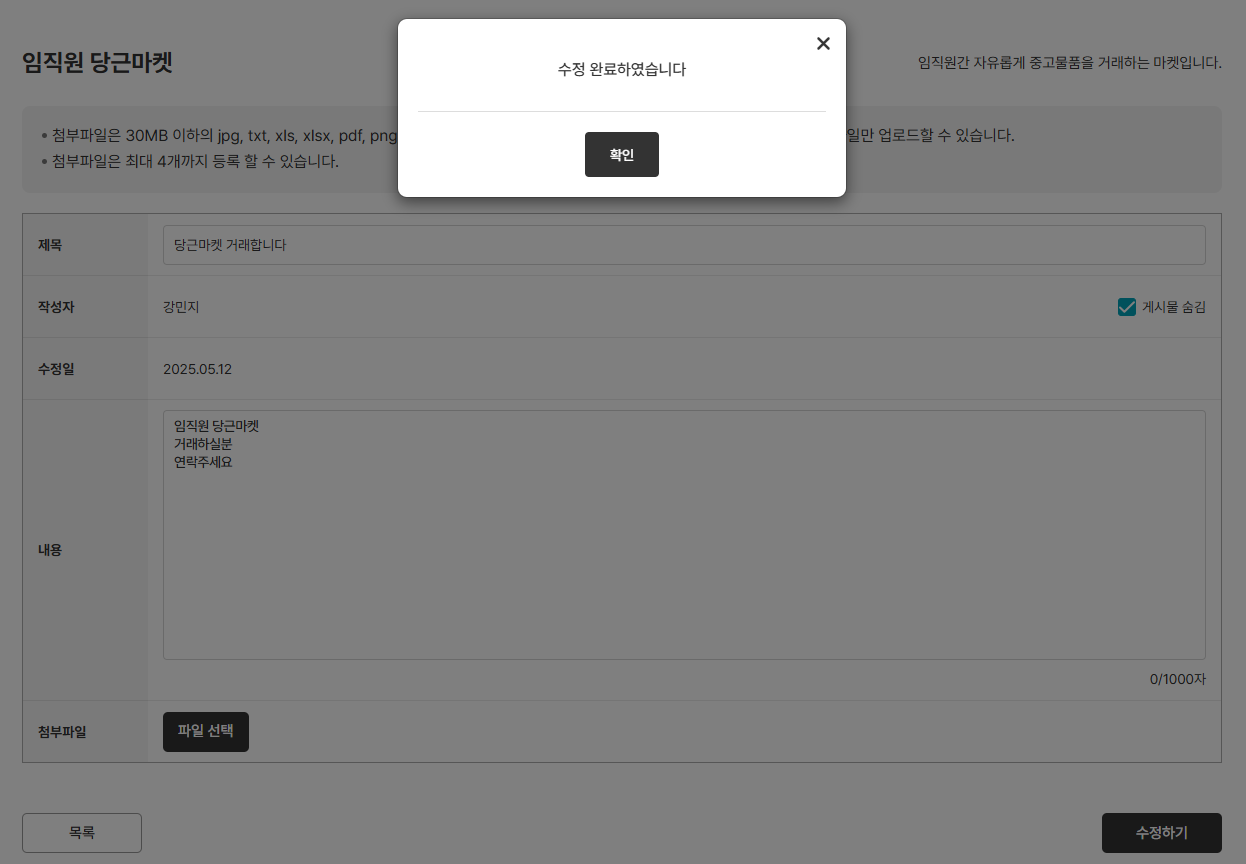 수정 완료하였습니다
확인
임직원 당근마켓
임직원간 자유롭게 중고물품을 거래하는 마켓입니다.
• 첨부파일은 30MB 이하의 jpg, txt, xls, xlsx, pdf, png
일만 업로드할 수 있습니다.
• 첨부파일은 최대 4개까지 등록 할 수 있습니다.
제목
당근마켓 거래합니다
작성자
강민지
게시물 숨김
수정일
2025.05.12
내용
임직원 당근마켓
거래하실분
연락주세요
0/1000자
첨부파일
파일 선택
목록
수정하기